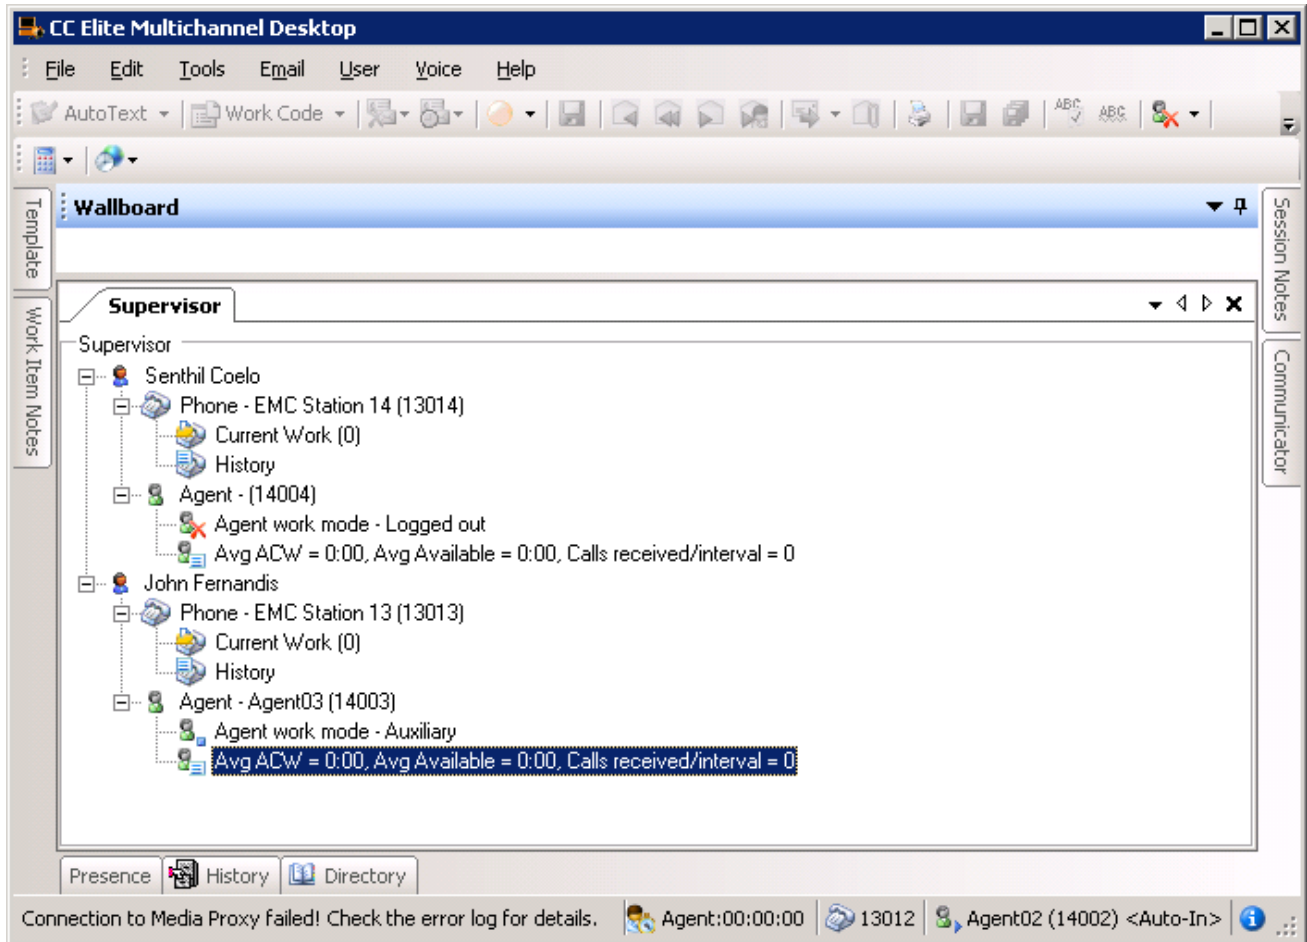 CC Elite Multichannel Desktop
File Edit Tools Email User Voice Help
AutoText Work Code ABC ABC
Wallboard
Template
Work Item Notes
Session Notes
Communicator
Supervisor
Supervisor
Senthil Coelo
Phone - EMC Station 14 (13014)
Current Work (0)
History
Agent - (14004)
Agent work mode - Logged out
Avg ACW = 0:00, Avg Available = 0:00, Calls received/interval = 0
John Fernandis
Phone - EMC Station 13 (13013)
Current Work (0)
History
Agent - Agent03 (14003)
Agent work mode - Auxiliary
Avg ACW = 0:00, Avg Available = 0:00, Calls received/interval = 0
Presence History Directory
Connection to Media Proxy failed! Check the error log for details. Agent:00:00:00 13012 Agent02 (14002) <Auto-In>